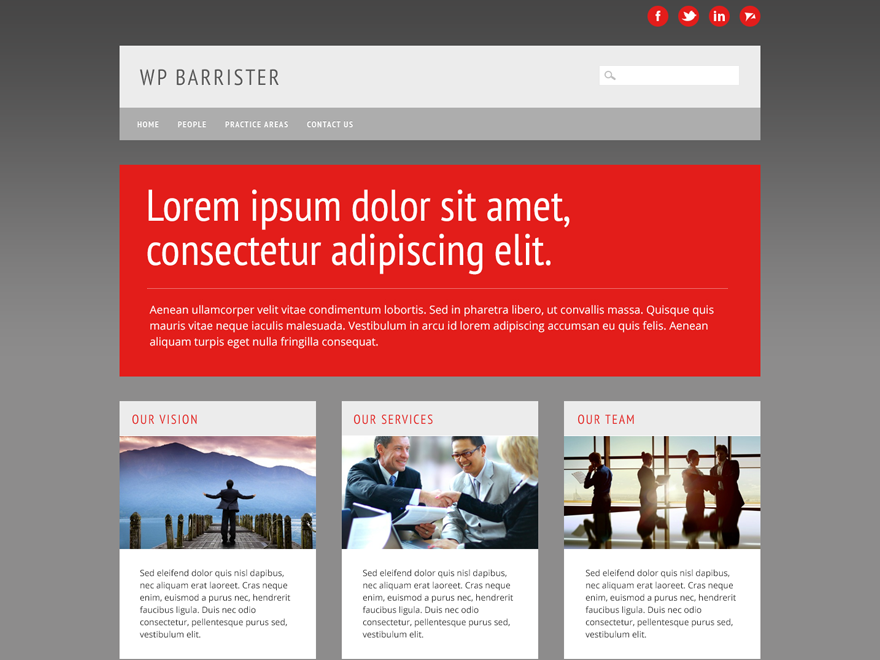 WP BARRISTER
HOME PEOPLE PRACTICE AREAS CONTACT US
Lorem ipsum dolor sit amet,
consectetur adipiscing elit.
Aenean ullamcorper velit vitae condimentum lobortis. Sed in pharetra libero, ut convallis massa. Quisque quis
mauris vitae neque iaculis malesuada. Vestibulum in arcu id lorem adipiscing accumsan eu quis felis. Aenean
aliquam turpis eget nulla fringilla consequat.
OUR VISION
Sed eleifend dolor quis nisl dapibus,
nec aliquam erat laoreet. Cras neque
enim, euismod a purus nec, hendrerit
faucibus ligula. Duis nec odio
consectetur, pellentesque purus sed,
vestibulum elit.
OUR SERVICES
Sed eleifend dolor quis nisl dapibus,
nec aliquam erat laoreet. Cras neque
enim, euismod a purus nec, hendrerit
faucibus ligula. Duis nec odio
consectetur, pellentesque purus sed,
vestibulum elit.
OUR TEAM
Sed eleifend dolor quis nisl dapibus,
nec aliquam erat laoreet. Cras neque
enim, euismod a purus nec, hendrerit
faucibus ligula. Duis nec odio
consectetur, pellentesque purus sed,
vestibulum elit.